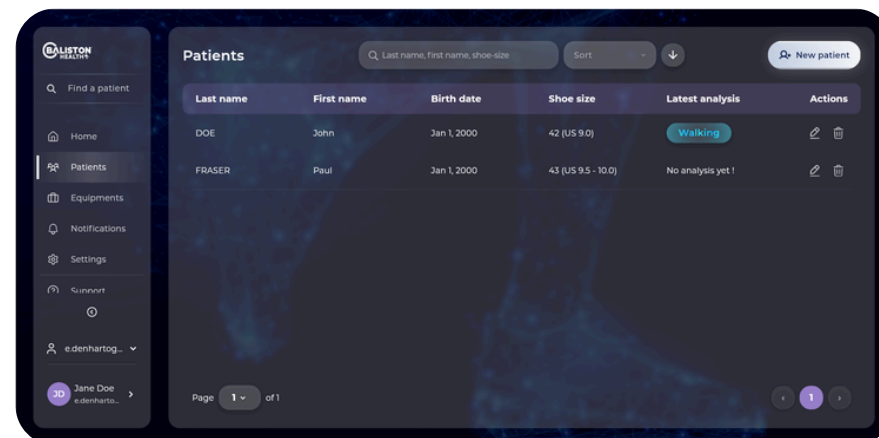 BALISTON
HEALTH+
Find a patient
Home
Patients
Equipments
Notifications
Settings
Support
e.denhartog...
JD
Jane Doe
e.denharto...
Patients
Last name, first name, shoe-size
Sort
New patient
Last name First name Birth date Shoe size Latest analysis Actions
DOE John Jan 1, 2000 42 (US 9.0) Walking
FRASER Paul Jan 1, 2000 43 (US 9.5 - 10.0) No analysis yet !
Page 1 of 1
1